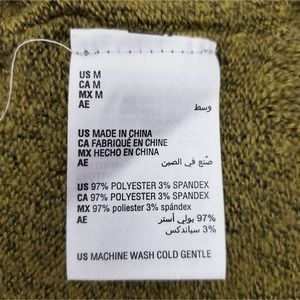 US M
CA M
MX M
AE وسط
US MADE IN CHINA
CA FABRIQUÉ EN CHINE
MX HECHO EN CHINA
AE صُنع في الصين
US 97% POLYESTER 3% SPANDEX
CA 97% POLYESTER 3% SPANDEX
MX 97% poliester 3% spándex
AE 97% بولي أستر
3% سباندكس
US MACHINE WASH COLD GENTLE